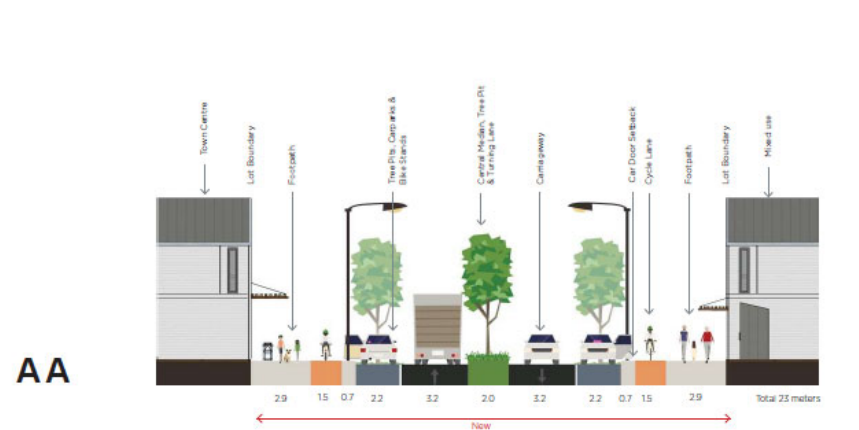 Town Centre
Lot Boundary
Footpath
Tree Pits, Carparks &
Bike Stands
Central Median, Tree Pit
& Turning Lane
Carriageway
Car Door Setback
Cycle Lane
Footpath
Lot Boundary
Mixed use
AA
2.9 1.5 0.7 2.2 3.2 2.0 3.2 2.2 0.7 1.5 2.9 Total 23 meters
New